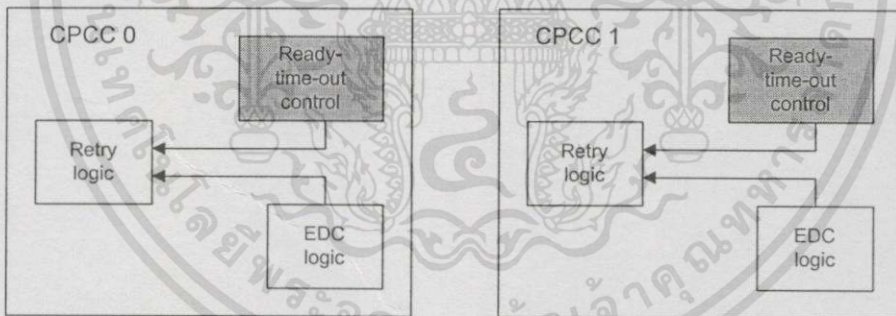 CPCC 0
Ready-
time-out
control
Retry
logic
EDC
logic
CPCC 1
Ready-
time-out
control
Retry
logic
EDC
logic